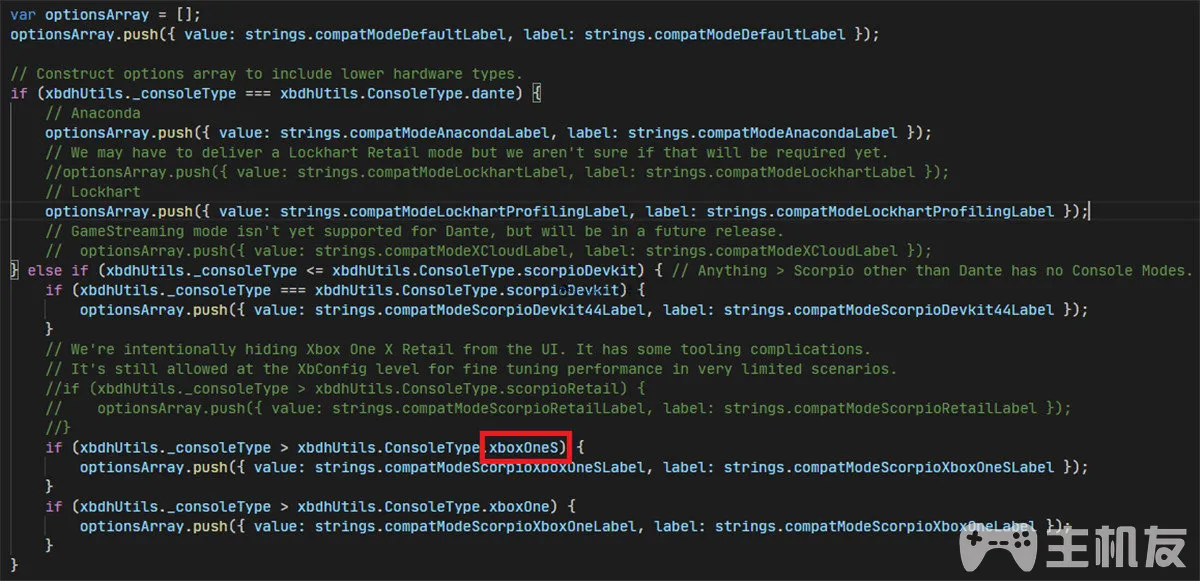 var optionsArray = [];
optionsArray.push({ value: strings.compatModeDefaultLabel, label: strings.compatModeDefaultLabel });
// Construct options array to include lower hardware types.
if (xbdhUtils._consoleType === xbdhUtils.ConsoleType.dante) {
// Anaconda
optionsArray.push({ value: strings.compatModeAnacondaLabel, label: strings.compatModeAnacondaLabel });
// We may have to deliver a Lockhart Retail mode but we aren't sure if that will be required yet.
//optionsArray.push({ value: strings.compatModeLockhartLabel, label: strings.compatModeLockhartLabel });
// Lockhart
optionsArray.push({ value: strings.compatModeLockhartProfilingLabel, label: strings.compatModeLockhartProfilingLabel });
// GameStreaming mode isn't yet supported for Dante, but will be in a future release.
//  optionsArray.push({ value: strings.compatModeXCloudLabel, label: strings.compatModeXCloudLabel });
} else if (xbdhUtils._consoleType <= xbdhUtils.ConsoleType.scorpioDevkit) { // Anything > Scorpio other than Dante has no Console Modes.
if (xbdhUtils._consoleType === xbdhUtils.ConsoleType.scorpioDevkit) {
optionsArray.push({ value: strings.compatModeScorpioDevkit44Label, label: strings.compatModeScorpioDevkit44Label });
}
// We're intentionally hiding Xbox One X Retail from the UI. It has some tooling complications.
// It's still allowed at the XbConfig level for fine tuning performance in very limited scenarios.
//if (xbdhUtils._consoleType > xbdhUtils.ConsoleType.scorpioRetail) {
//    optionsArray.push({ value: strings.compatModeScorpioRetailLabel, label: strings.compatModeScorpioRetailLabel });
//}
if (xbdhUtils._consoleType > xbdhUtils.ConsoleType.xboxOneS) {
optionsArray.push({ value: strings.compatModeScorpioXboxOneSLabel, label: strings.compatModeScorpioXboxOneSLabel });
}
if (xbdhUtils._consoleType > xbdhUtils.ConsoleType.xboxOne) {
optionsArray.push({ value: strings.compatModeScorpioXboxOneLabel, label: strings.compatModeScorpioXboxOneLabel });
}
}
主机友